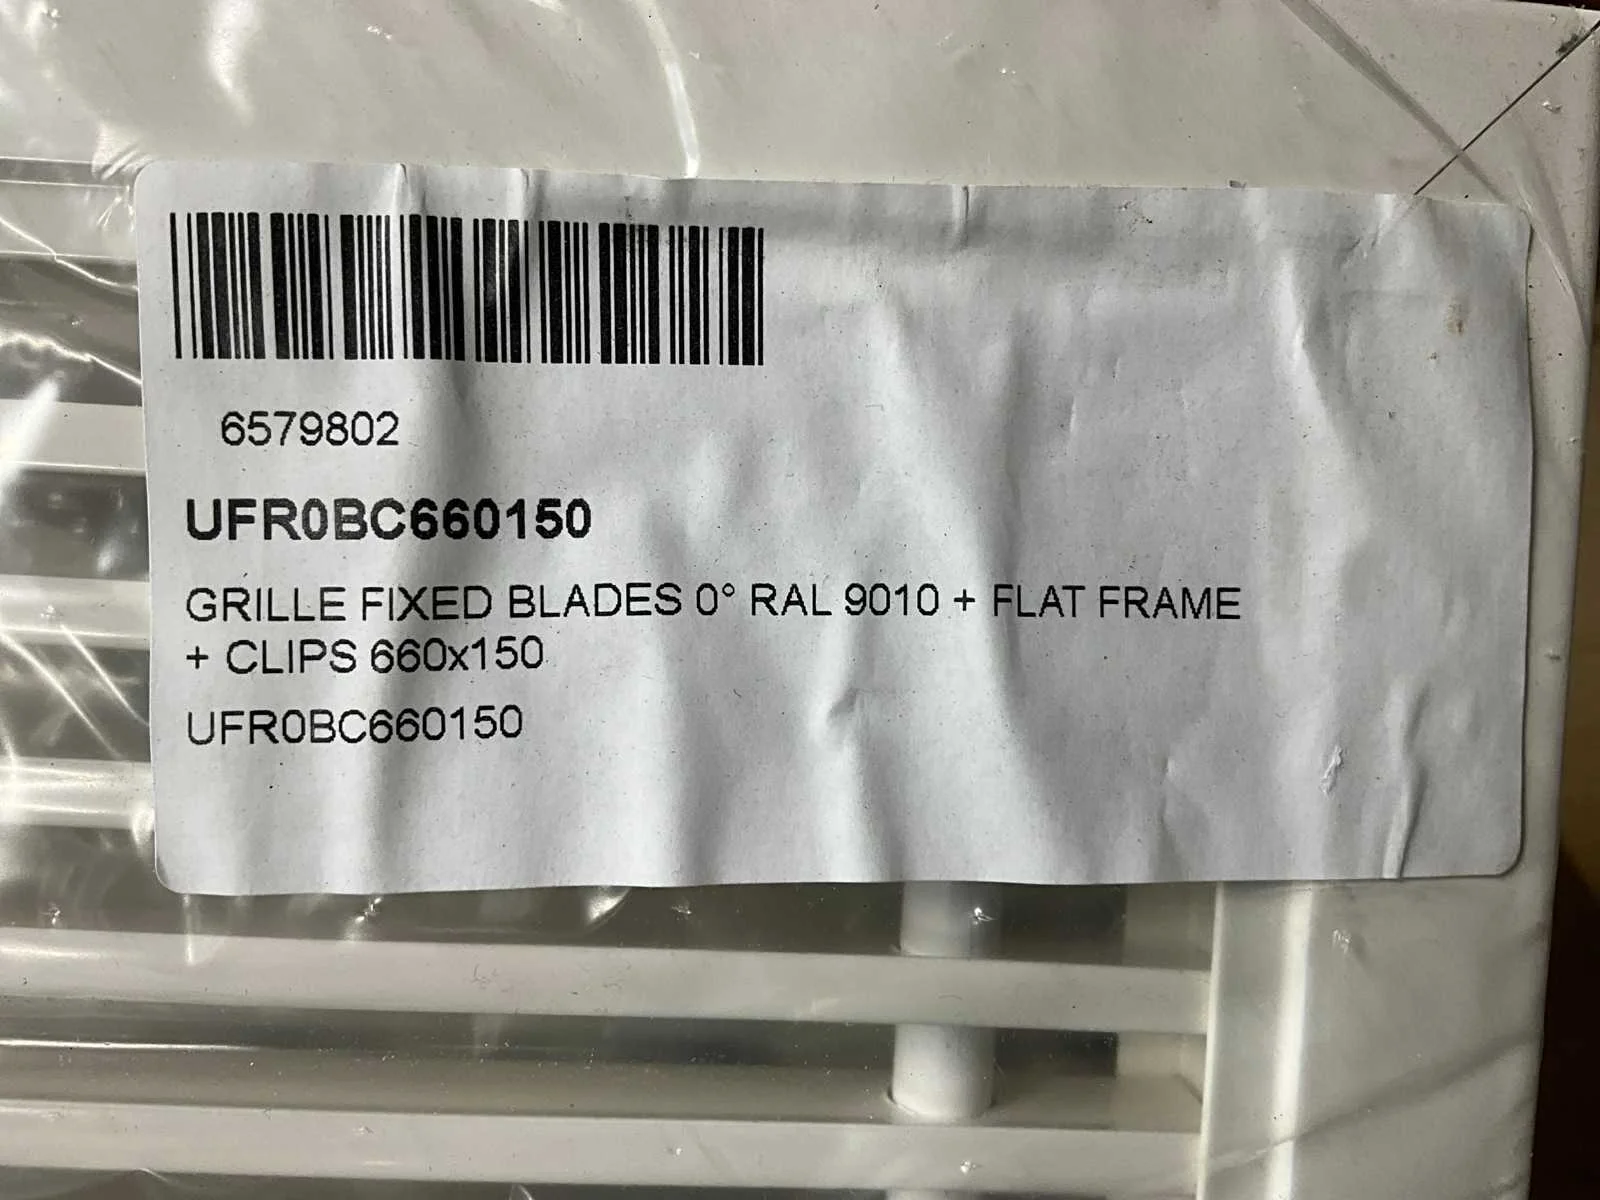 6579802
UFR0BC660150
GRILLE FIXED BLADES 0° RAL 9010 + FLAT FRAME
+ CLIPS 660x150
UFR0BC660150